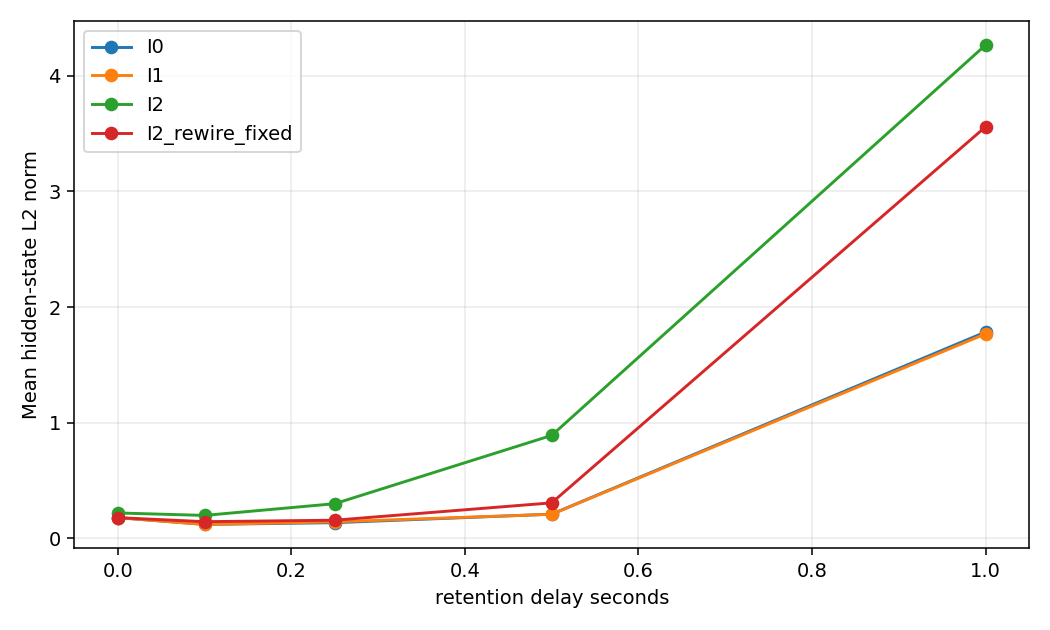 I0
I1
I2
I2_rewire_fixed
Mean hidden-state L2 norm
4
3
2
1
0
0.0 0.2 0.4 0.6 0.8 1.0
retention delay seconds